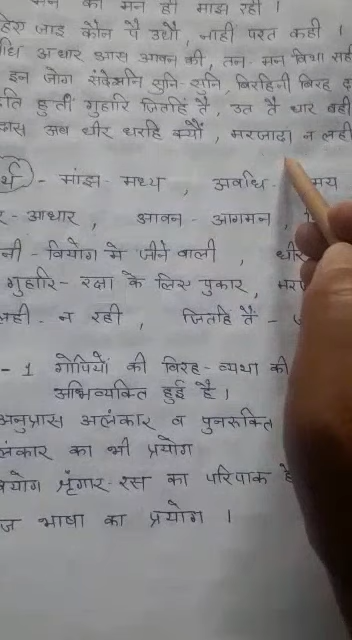 मन की मन ही माझ रही ।
जाइ कौन पै ऊधौ, नाहीं परत कही ।
अधार आस आवन की, तन मन विथा सही
इन जोग संदेसनि सुनि-सुनि, विरहिनी विरह द
हुतीं गुहारि जितहिं तैं, उत तैं धार बही
अब धीर धरहिं क्यौं, मरजादा न लही
र्थ - मांझ - मध्य, अवधि - मय
र - आधार, आवन - आगमन,
नी - वियोग में जीने वाली, धी
गुहारि - रक्षा के लिए पुकार, मर
लही - न रही, जितहिं तैं -
- 1 गोपियों की विरह-व्यथा की
अभिव्यक्ति हुई है।
अनुप्रास अलंकार व पुनरुक्ति
लंकार का भी प्रयोग
योग श्रृंगार-रस का परिपाक है
ज भाषा का प्रयोग ।